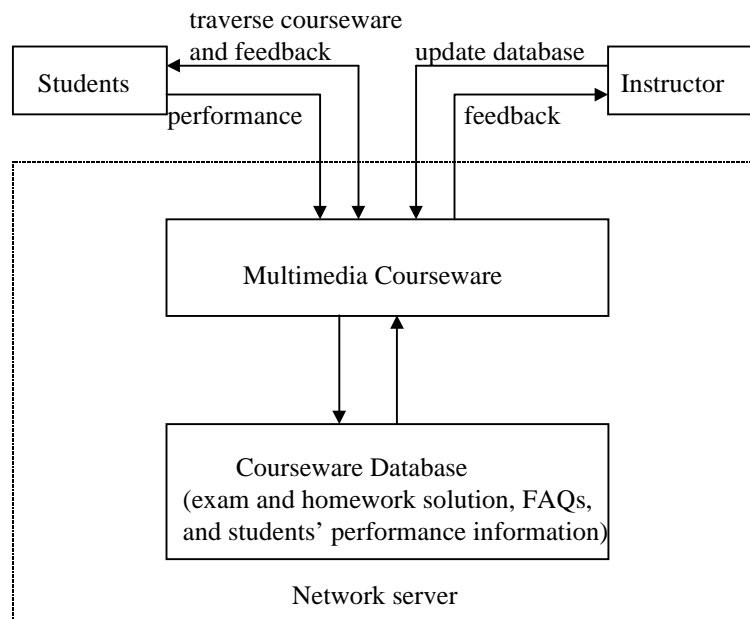 traverse courseware
and feedback
update database
Students
Instructor
performance
feedback
Multimedia Courseware
Courseware Database
(exam and homework solution, FAQs,
and students’ performance information)
Network server